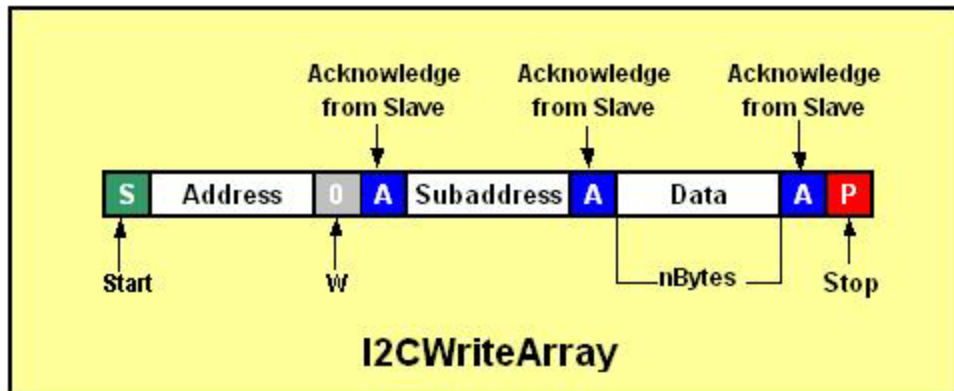 Acknowledge Acknowledge Acknowledge
from Slave from Slave from Slave
S Address 0 A Subaddress A Data A P
Start W nBytes Stop
I2CWriteArray